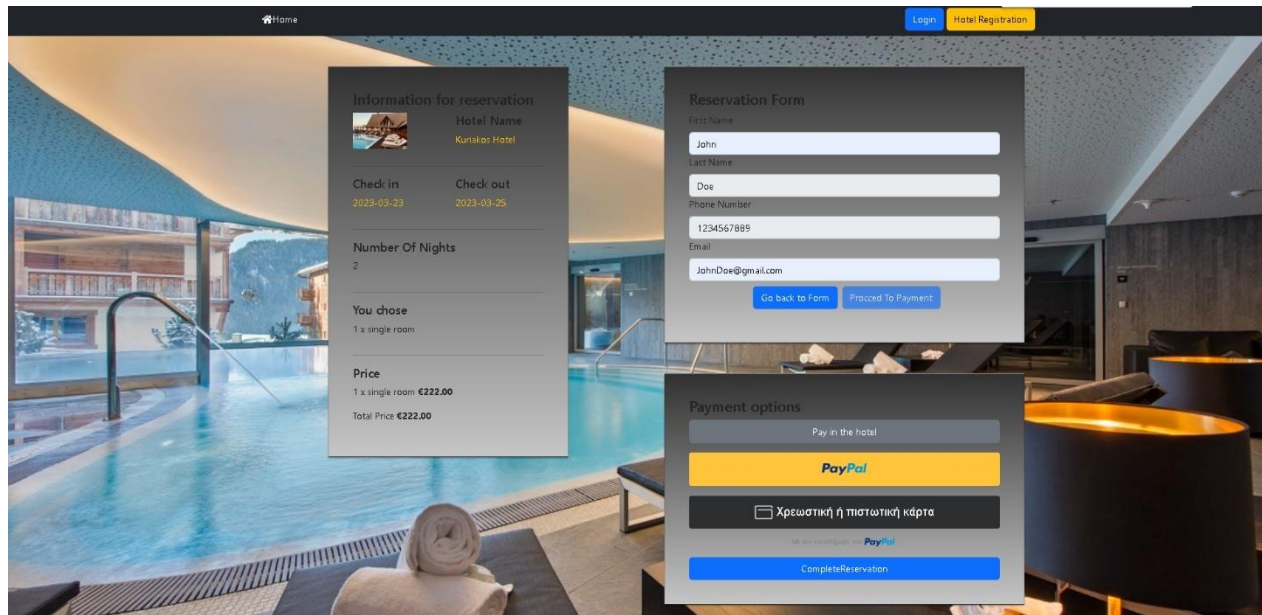 Home
Login
Hotel Registration
Information for reservation
Hotel Name
Kuriakos Hotel
Check in
Check out
2023-03-23
2023-03-25
Number Of Nights
2
You chose
1 x single room
Price
1 x single room €222.00
Total Price €222.00
Reservation Form
First Name
John
Last Name
Doe
Phone Number
1234567889
Email
JohnDoe@gmail.com
Go back to Form
Procced To Payment
Payment options
Pay in the hotel
PayPal
Χρεωστική ή πιστωτική κάρτα
PayPal
CompleteReservation